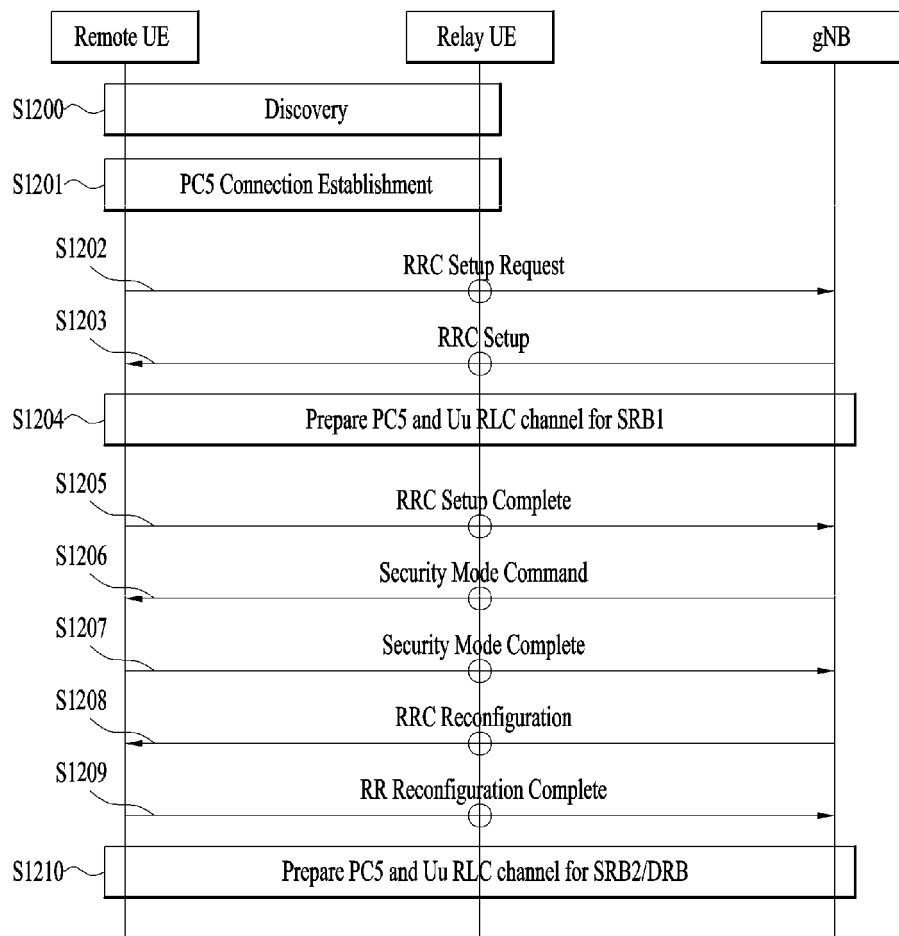 Remote UE
Relay UE
gNB
S1200
Discovery
S1201
PC5 Connection Establishment
S1202
RRC Setup Request
S1203
RRC Setup
S1204
Prepare PC5 and Uu RLC channel for SRB1
S1205
RRC Setup Complete
S1206
Security Mode Command
S1207
Security Mode Complete
S1208
RRC Reconfiguration
S1209
RR Reconfiguration Complete
S1210
Prepare PC5 and Uu RLC channel for SRB2/DRB